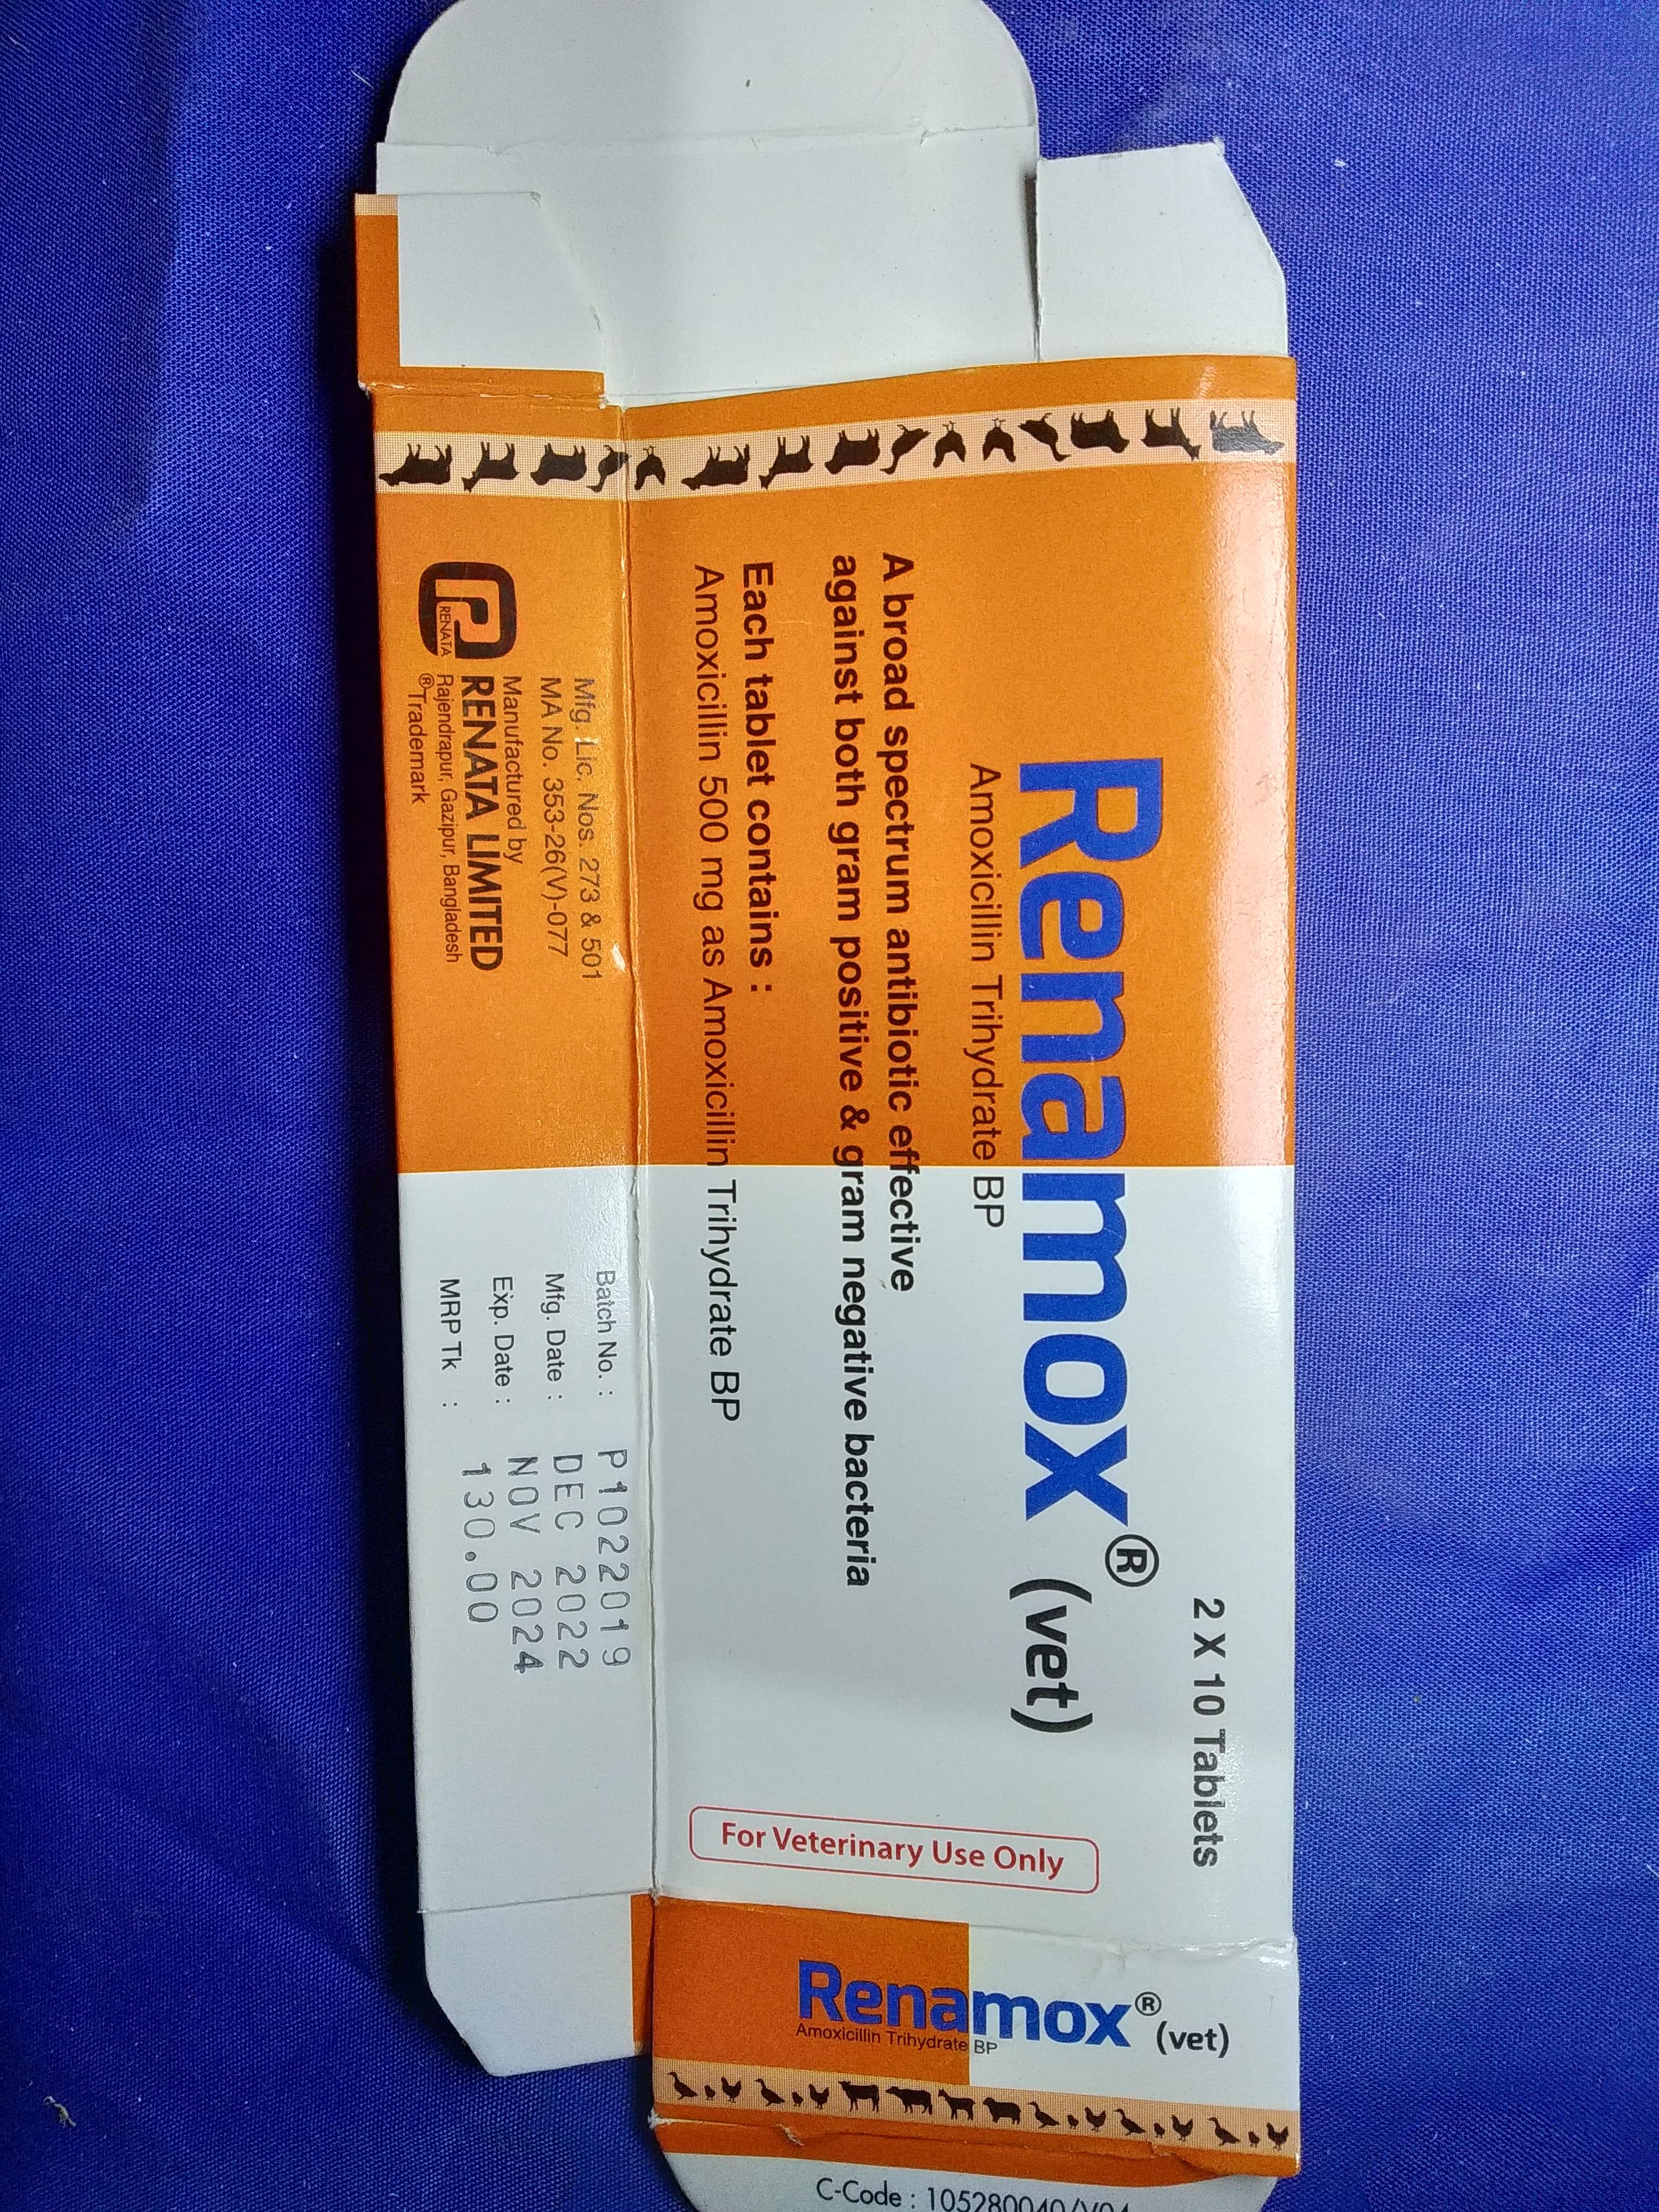 2 X 10 Tablets
Renamox® (vet)
Amoxicillin Trihydrate BP
A broad spectrum antibiotic effective
against both gram positive & gram negative bacteria
Each tablet contains :
Amoxicillin 500 mg as Amoxicillin Trihydrate BP
For Veterinary Use Only
Mfg. Lic. Nos. 273 & 501
MA No. 353-26(V)-077
Manufactured by
RENATA LIMITED
Rajendrapur, Gazipur, Bangladesh
®Trademark
RENATA
Batch No. : P1022019
Mfg. Date : DEC 2022
Exp. Date : NOV 2024
MRP Tk : 130.00
Renamox® (vet)
Amoxicillin Trihydrate BP
C-Code :